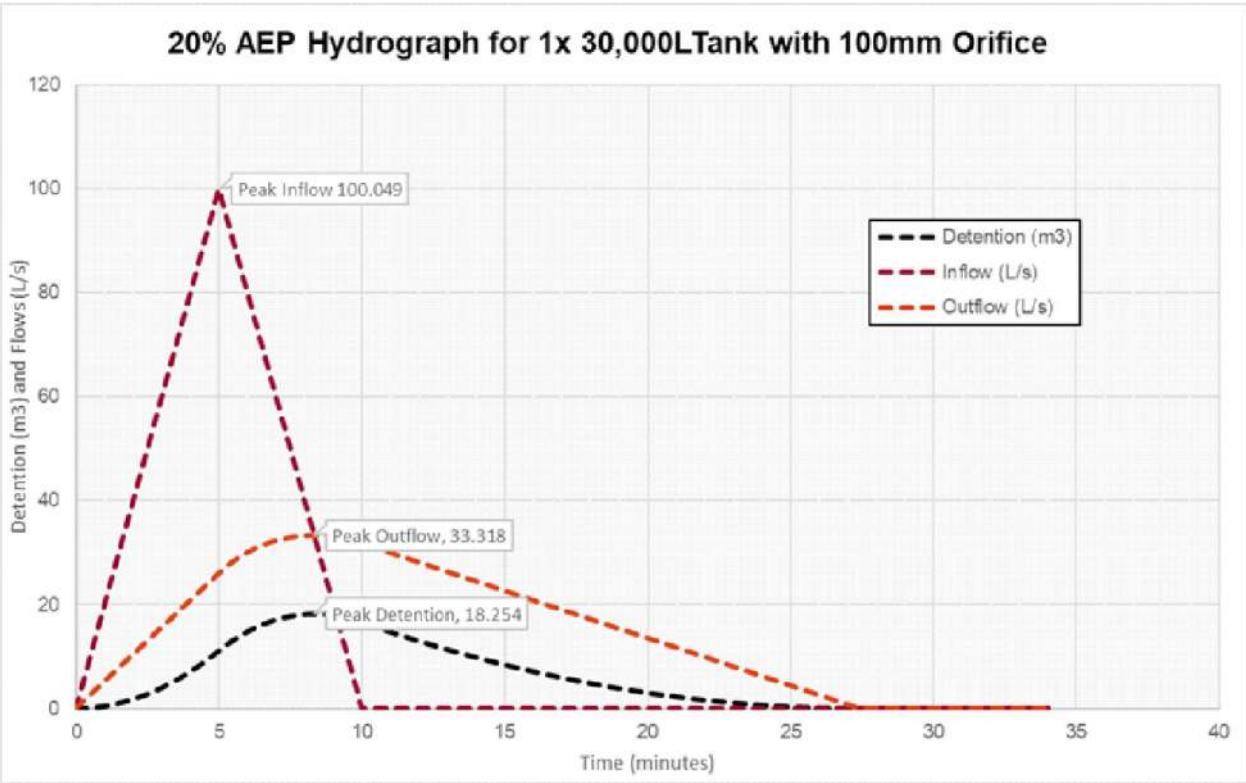 20% AEP Hydrograph for 1x 30,000LTank with 100mm Orifice
120
100
80
60
40
20
0
Detention (m3) and Flows (L/s)
Peak Inflow 100.049
Peak Outflow, 33.318
Peak Detention, 18.254
Detention (m3)
Inflow (L/s)
Outflow (L/s)
0 5 10 15 20 25 30 35 40
Time (minutes)